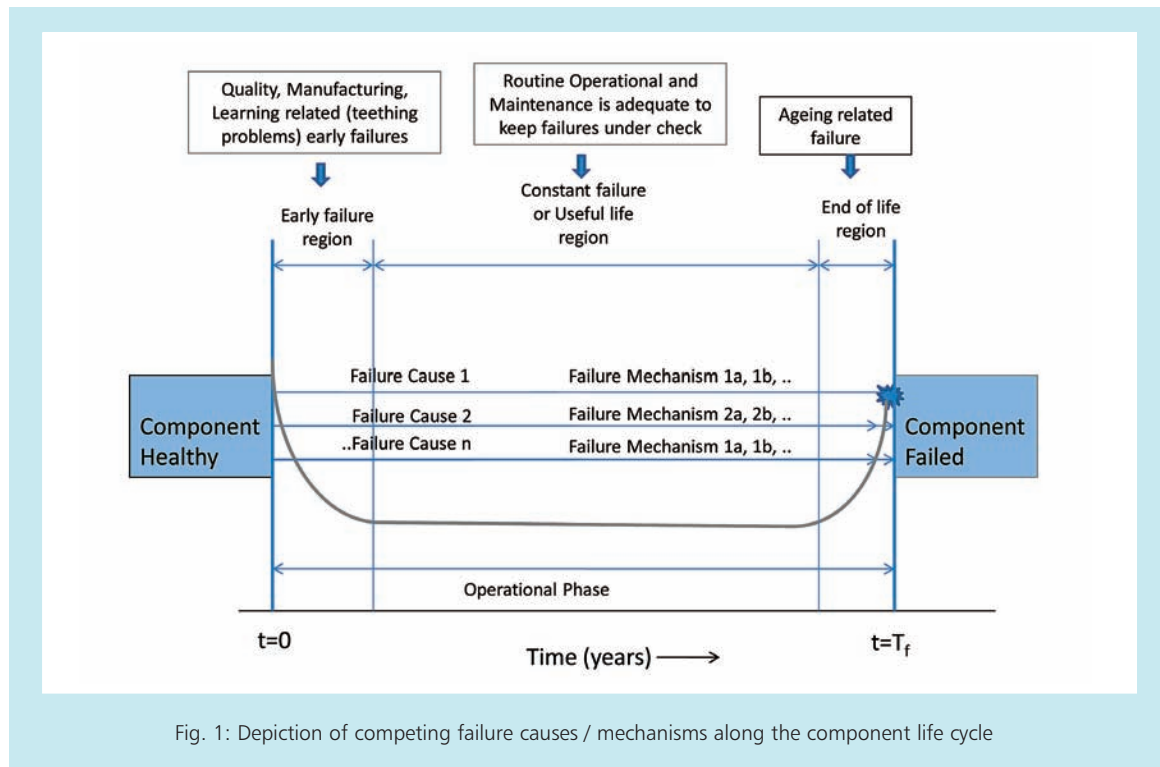 Quality, Manufacturing,
Learning related (teething
problems) early failures
Routine Operational and
Maintenance is adequate to
keep failures under check
Ageing related
failure
Early failure
region
Constant failure
or Useful life
region
End of life
region
Component
Healthy
Failure Cause 1
Failure Mechanism 1a, 1b, ..
Failure Cause 2
Failure Mechanism 2a, 2b, ..
..Failure Cause n
Failure Mechanism 1a, 1b, ..
Component
Failed
Operational Phase
t=0
Time (years)
t=Tf
Fig. 1: Depiction of competing failure causes / mechanisms along the component life cycle